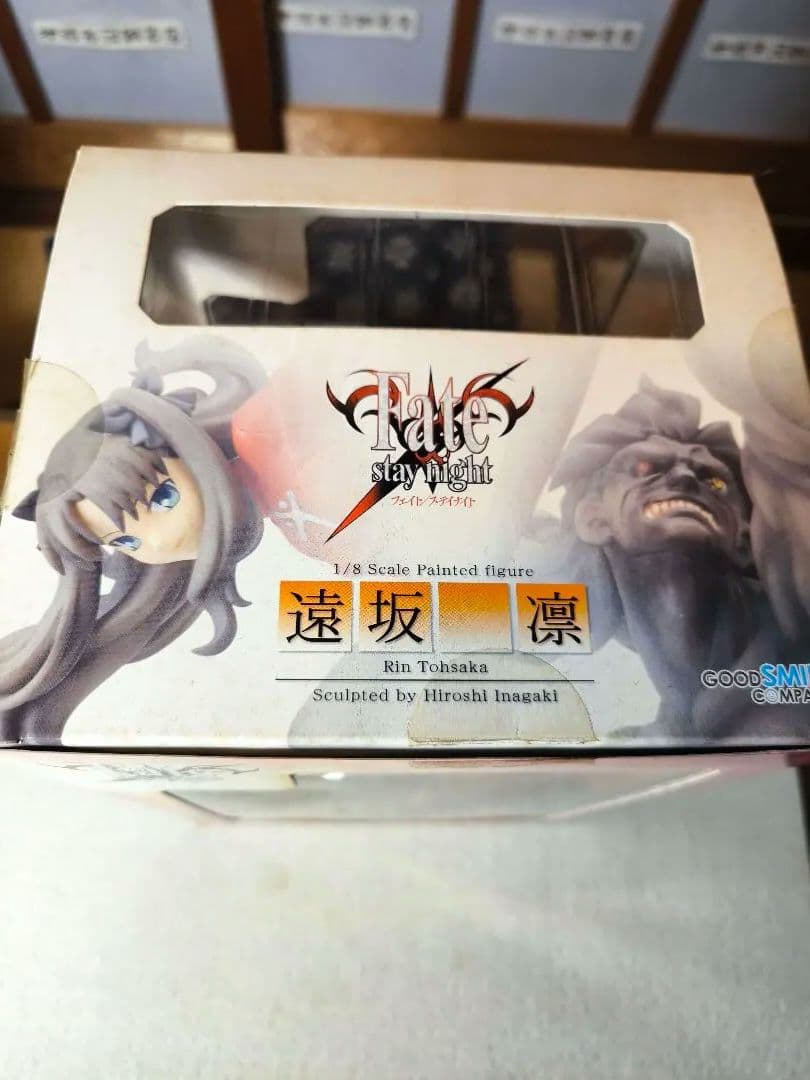 Fate
stay night
フェイト/ステイナイト
1/8 Scale Painted figure
遠坂 凛
Rin Tohsaka
Sculpted by Hiroshi Inagaki
GOODSMI
COMPA